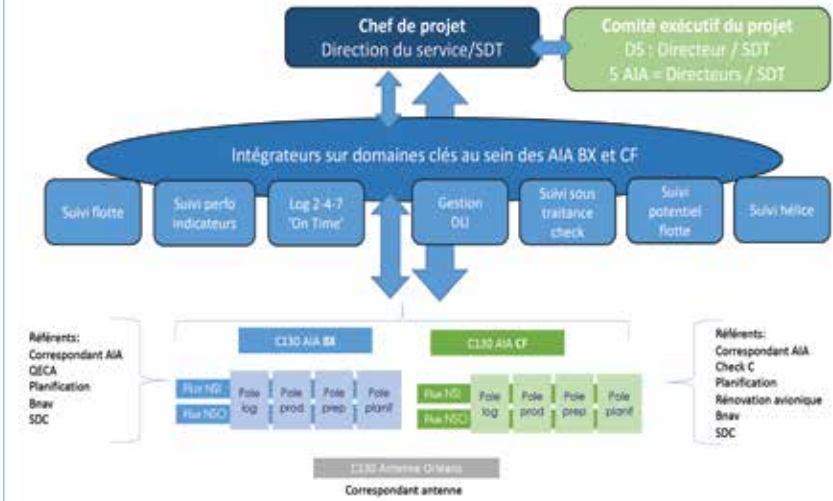 Chef de projet
Direction du service/SDT
Comité exécutif du projet
DS : Directeur / SDT
5 AIA = Directeurs / SDT
Intégrateurs sur domaines clés au sein des AIA BX et CF
Suivi flotte
Suivi perfo
indicateurs
Log 2-4-7
'On Time'
Gestion
DLI
Suivi sous
traitance
check
Suivi
potentiel
flotte
Suivi hélice
Référents:
Correspondant AIA
QECA
Planification
Bnav
SDC
C130 AIA BX
Flux NSI
Flux NSCI
Pole
log
Pole
prod
Pole
prep
Pole
planif
C130 AIA CF
Flux NSI
Flux NSCI
Pole
log
Pole
prod
Pole
prep
Pole
planif
Référents:
Correspondant AIA
Check C
Planification
Rénovation avionique
Bnav
SDC
C130 Antenne Orléans
Correspondant antenne